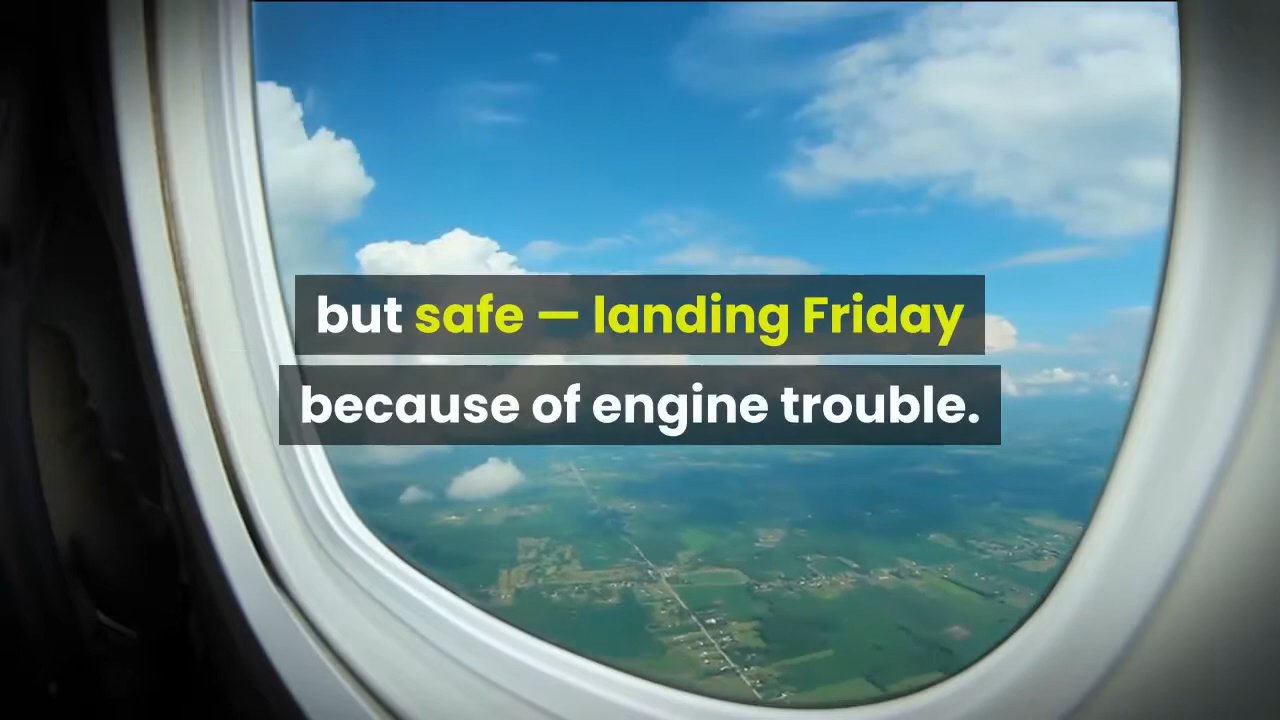 but safe — landing Friday
because of engine trouble.